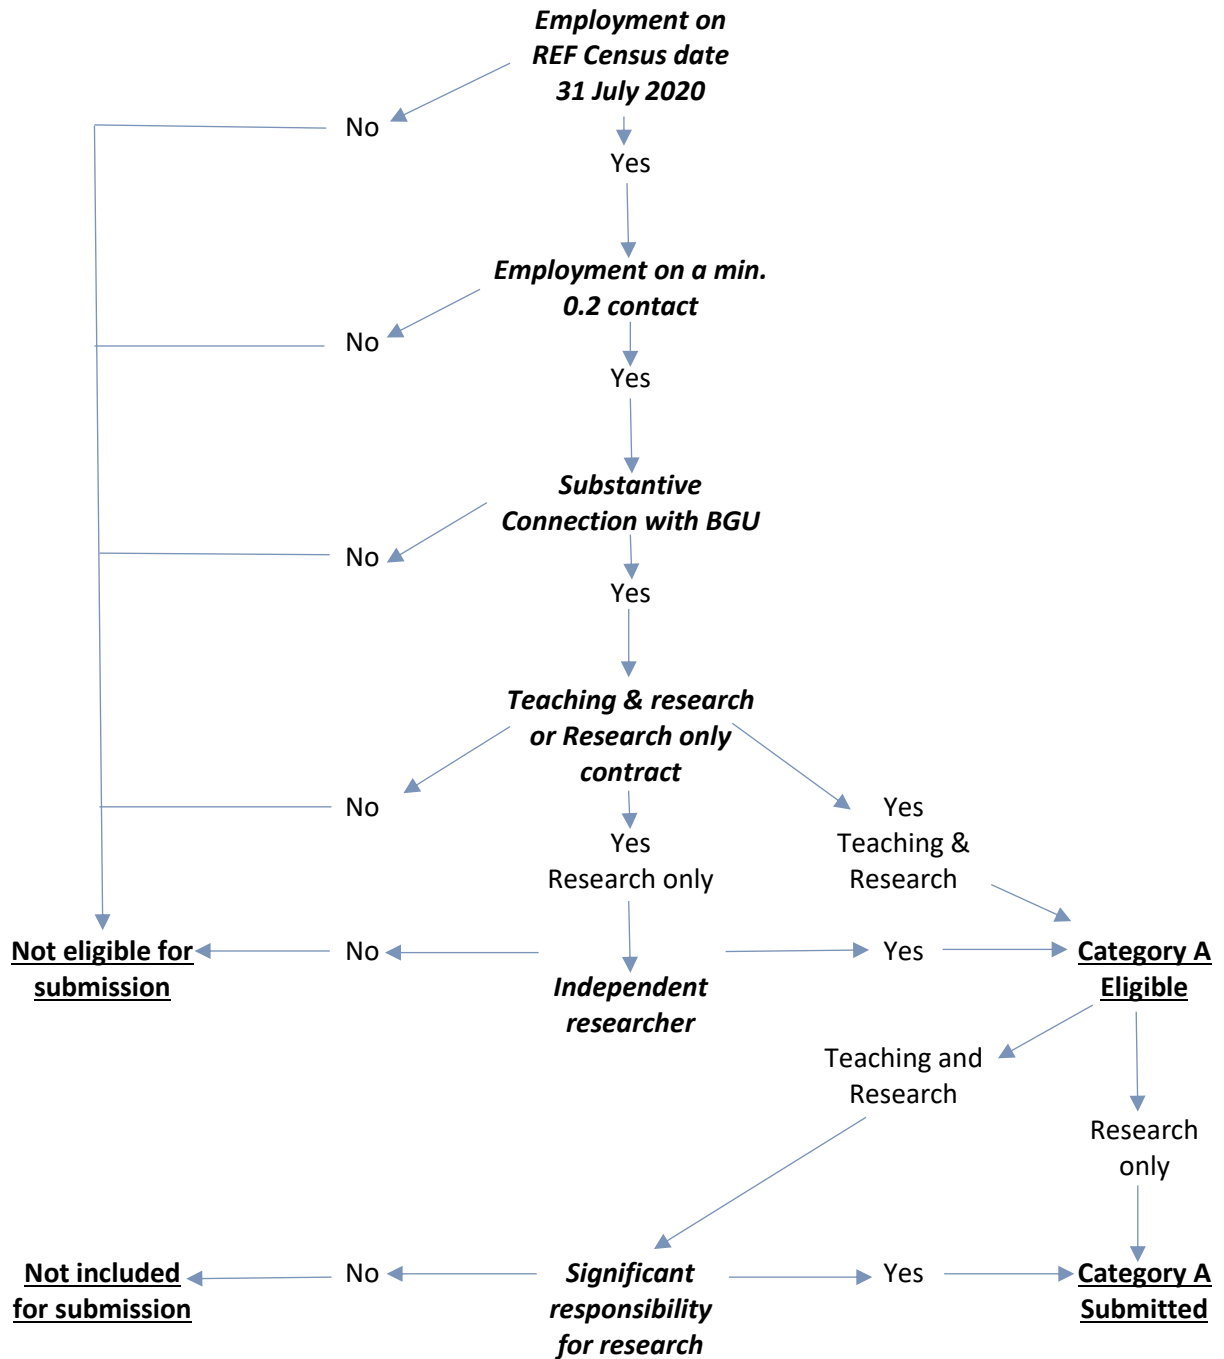 Employment on
REF Census date
31 July 2020
No
Yes
Employment on a min.
0.2 contact
No
Yes
Substantive
Connection with BGU
No
Yes
Teaching & research
or Research only
contract
No
Yes
Research only
Yes
Teaching &
Research
Not eligible for
submission
No
Independent
researcher
Yes
Category A
Eligible
Teaching and
Research
Research
only
Not included
for submission
No
Significant
responsibility
for research
Yes
Category A
Submitted